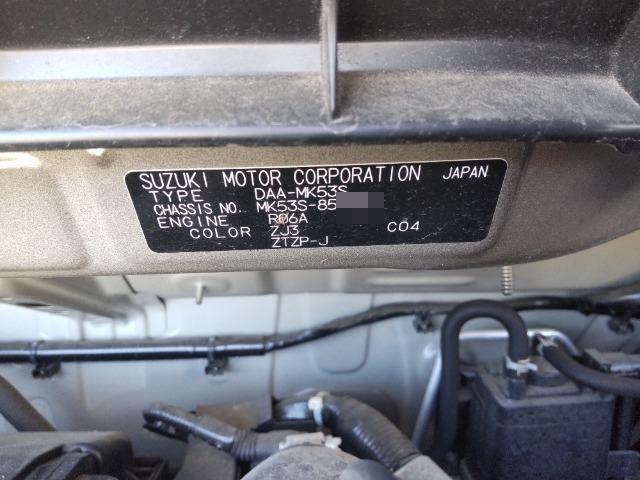 SUZUKI MOTOR CORPORATION JAPAN
TYPE DAA-MK53S
CHASSIS NO. MK53S-85
ENGINE R06A
COLOR ZJ3 C04
ZTZP-J